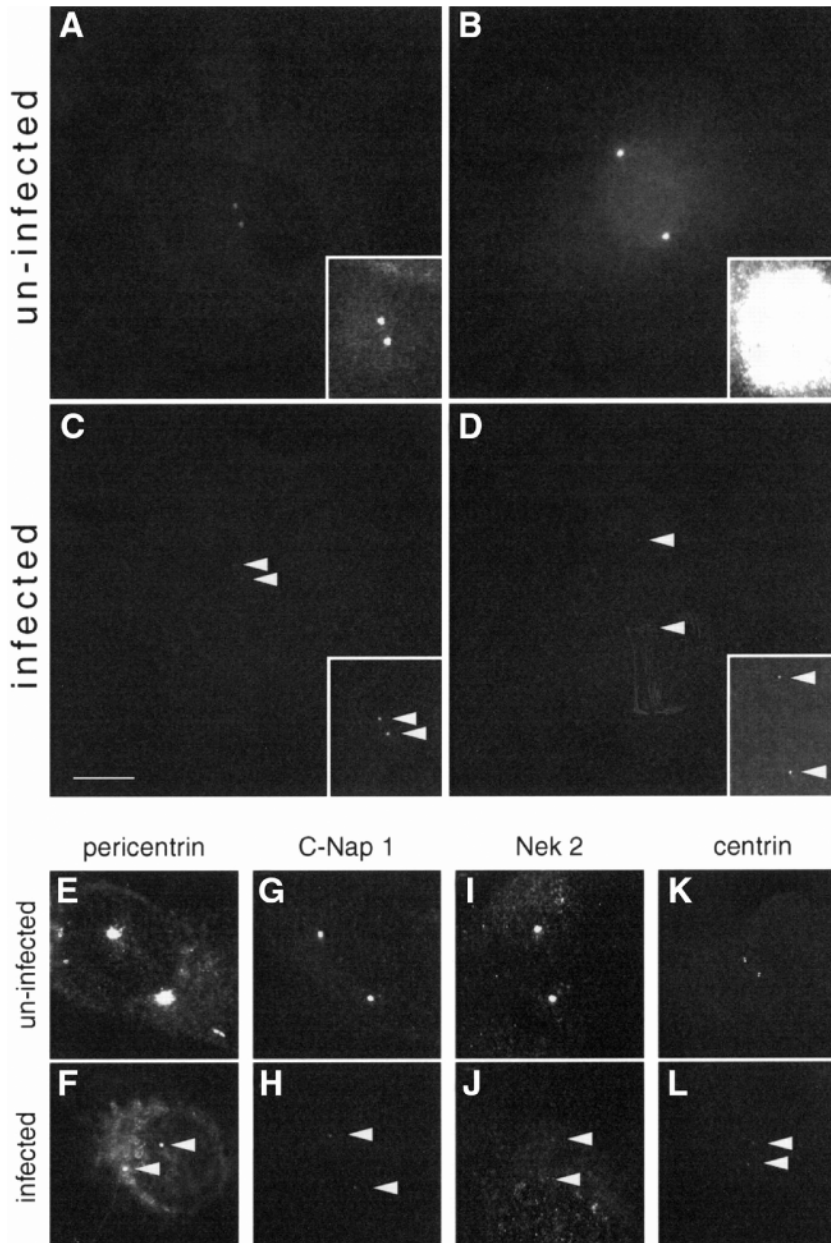 A
B
un-infected
C
D
infected
pericentrin
C-Nap 1
Nek 2
centrin
E
G
I
K
un-infected
F
H
J
L
infected